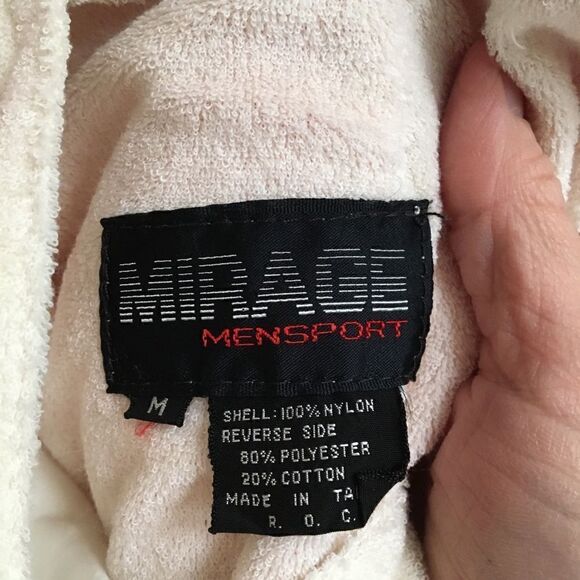 MIRAGE
MENSPORT
M
SHELL: 100% NYLON
REVERSE SIDE
80% POLYESTER
20% COTTON
MADE IN TA
R. O. C.